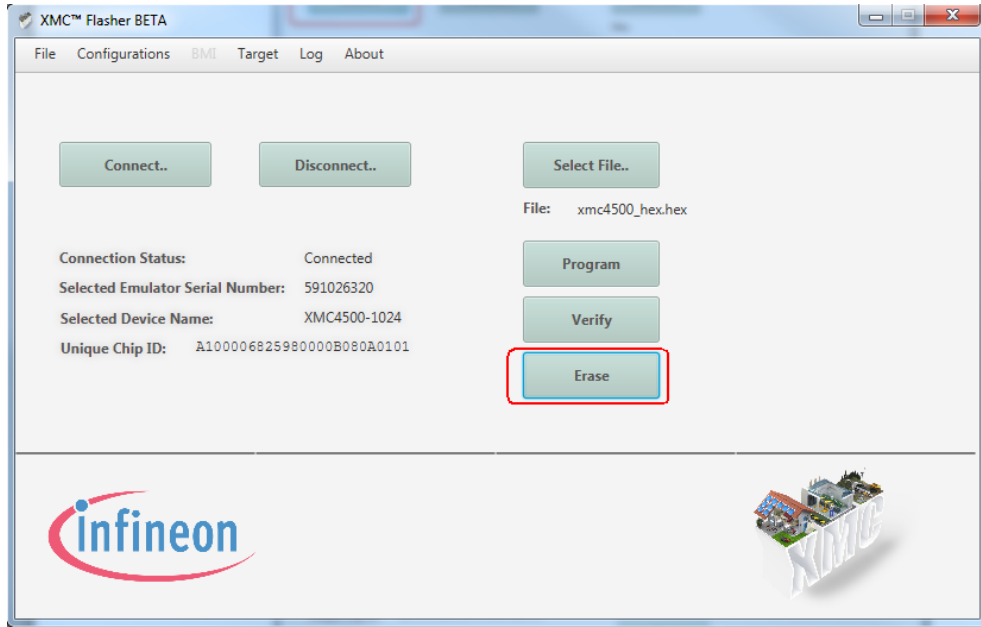 XMC™ Flasher BETA
File Configurations BMI Target Log About
Connect.. Disconnect.. Select File..
File: xmc4500_hex.hex
Connection Status: Connected
Program
Selected Emulator Serial Number: 591026320
Selected Device Name: XMC4500-1024
Verify
Unique Chip ID: A100006825980000B080A0101
Erase
infineon
XMC